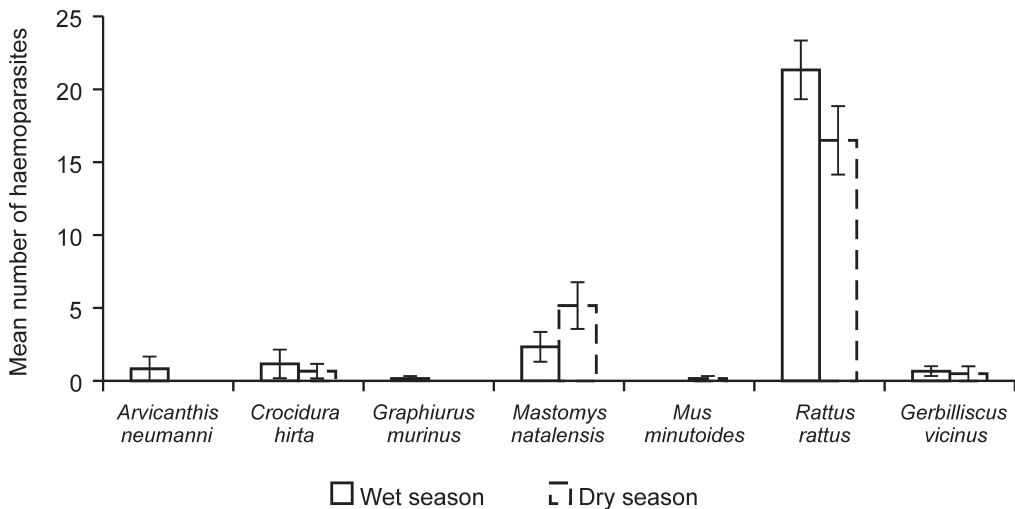 Mean number of haemoparasites
25
20
15
10
5
0
Arvicanthis neumanni
Crocidura hirta
Graphiurus murinus
Mastomys natalensis
Mus minutoides
Rattus rattus
Gerbilliscus vicinus
Wet season
Dry season